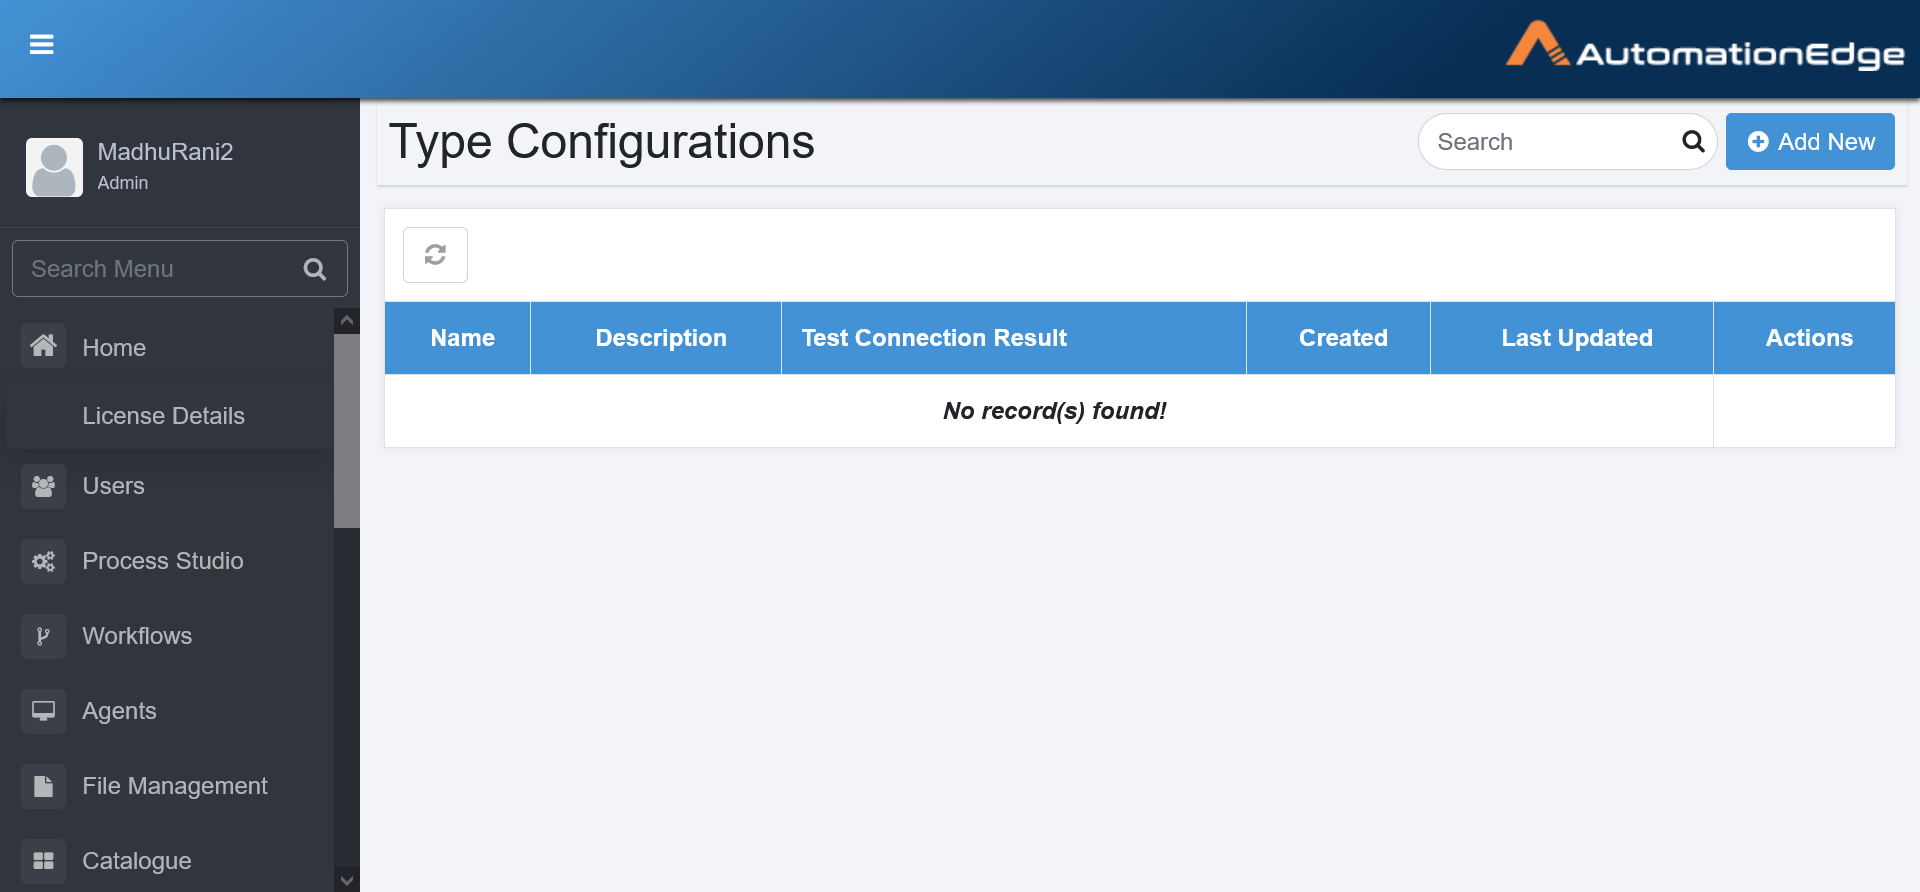 AutomationEdge
MadhuRani2
Admin
Search Menu
Home
License Details
Users
Process Studio
Workflows
Agents
File Management
Catalogue
Type Configurations
Search
Add New
Name Description Test Connection Result Created Last Updated Actions
No record(s) found!